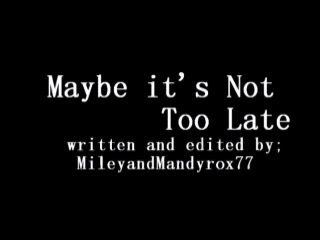 Maybe it's Not
Too Late
written and edited by;
MileyandMandyrox77